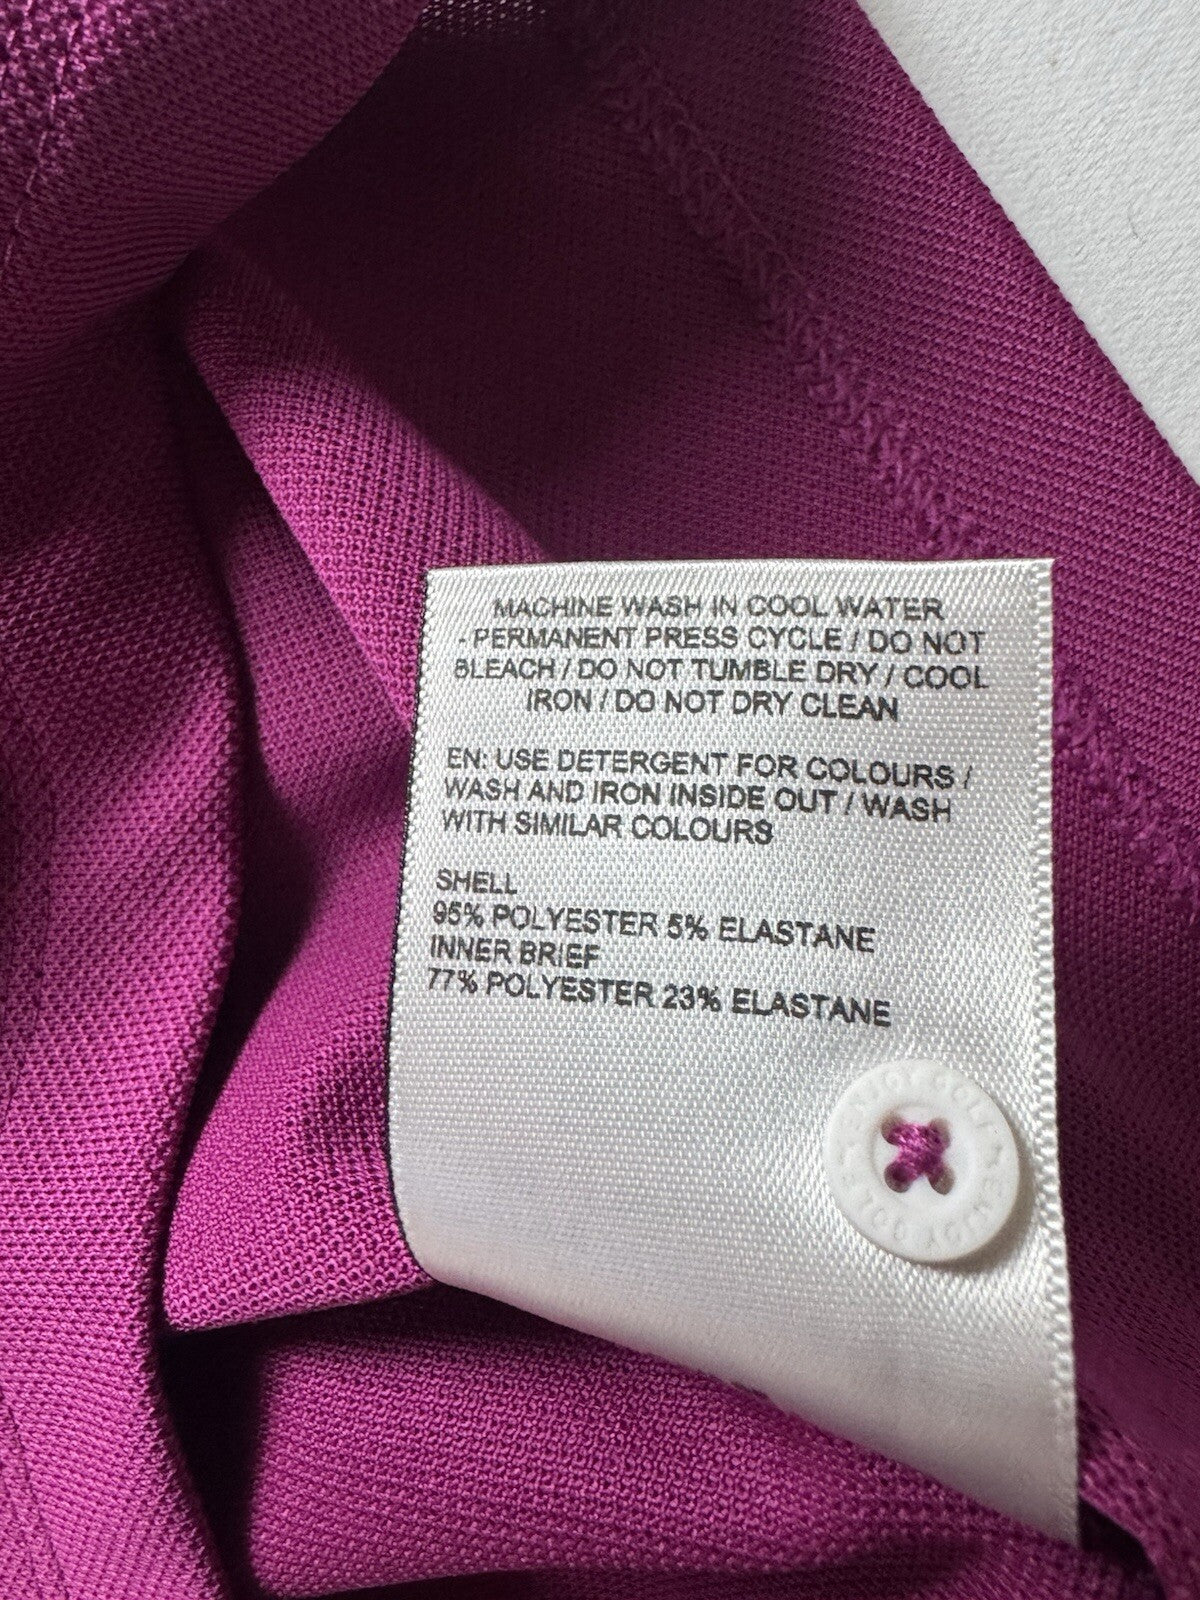 MACHINE WASH IN COOL WATER
- PERMANENT PRESS CYCLE / DO NOT
BLEACH / DO NOT TUMBLE DRY / COOL
IRON / DO NOT DRY CLEAN
EN: USE DETERGENT FOR COLOURS /
WASH AND IRON INSIDE OUT / WASH
WITH SIMILAR COLOURS
SHELL
95% POLYESTER 5% ELASTANE
INNER BRIEF
77% POLYESTER 23% ELASTANE